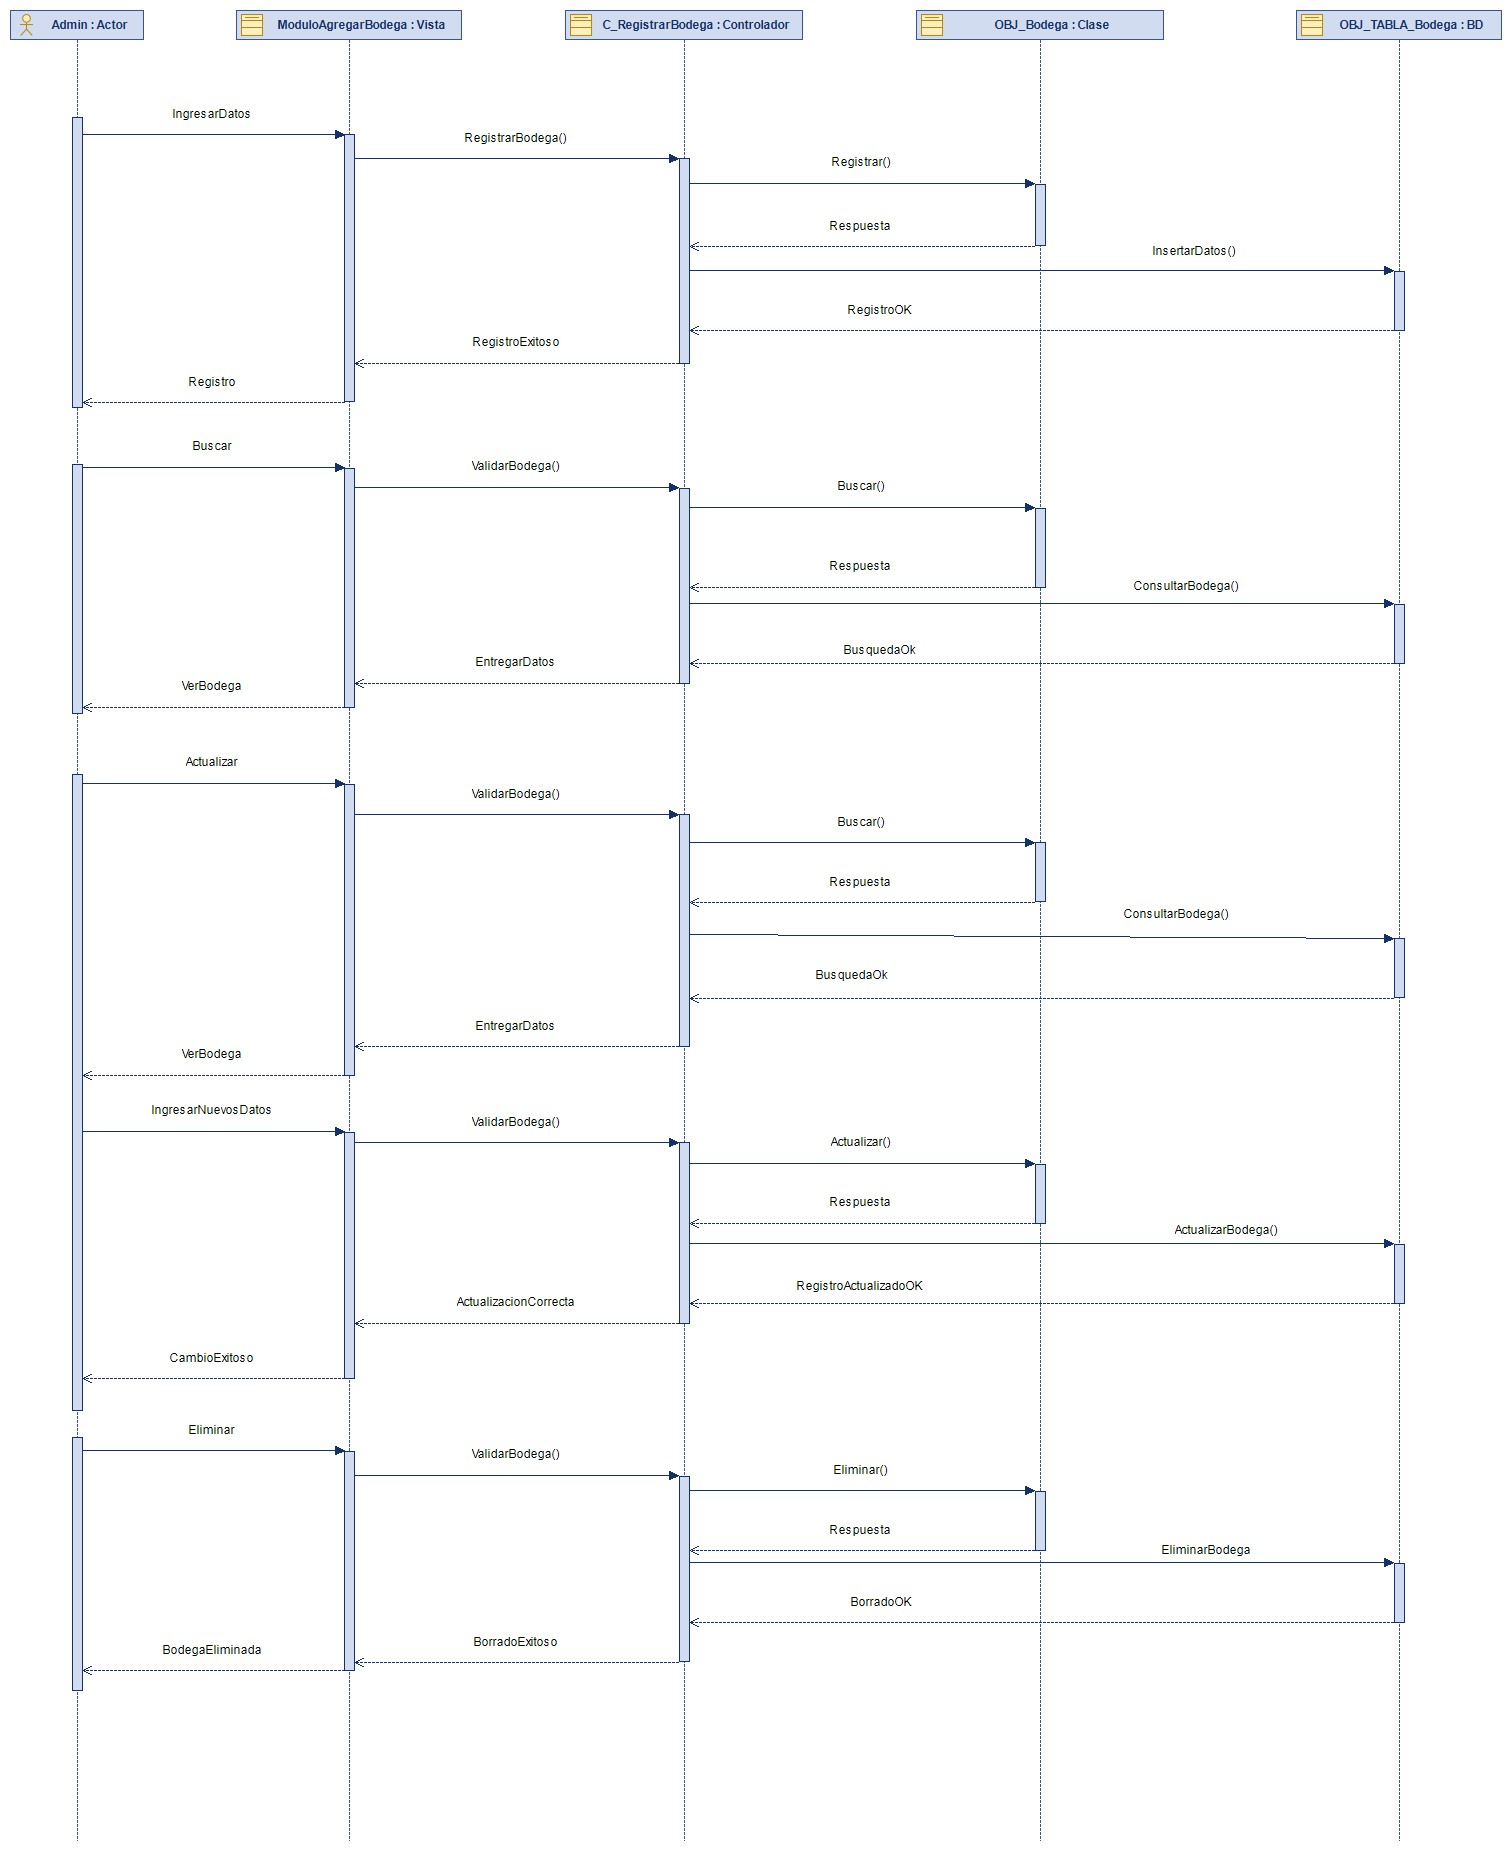 Admin : Actor
ModuloAgregarBodega : Vista
C_RegistrarBodega : Controlador
OBJ_Bodega : Clase
OBJ_TABLA_Bodega : BD
IngresarDatos
RegistrarBodega()
Registrar()
Respuesta
InsertarDatos()
RegistroOK
RegistroExitoso
Registro
Buscar
ValidarBodega()
Buscar()
Respuesta
ConsultarBodega()
BusquedaOk
EntregarDatos
VerBodega
Actualizar
ValidarBodega()
Buscar()
Respuesta
ConsultarBodega()
BusquedaOk
EntregarDatos
VerBodega
IngresarNuevosDatos
ValidarBodega()
Actualizar()
Respuesta
ActualizarBodega()
RegistroActualizadoOK
ActualizacionCorrecta
CambioExitoso
Eliminar
ValidarBodega()
Eliminar()
Respuesta
EliminarBodega
BorradoOK
BorradoExitoso
BodegaEliminada